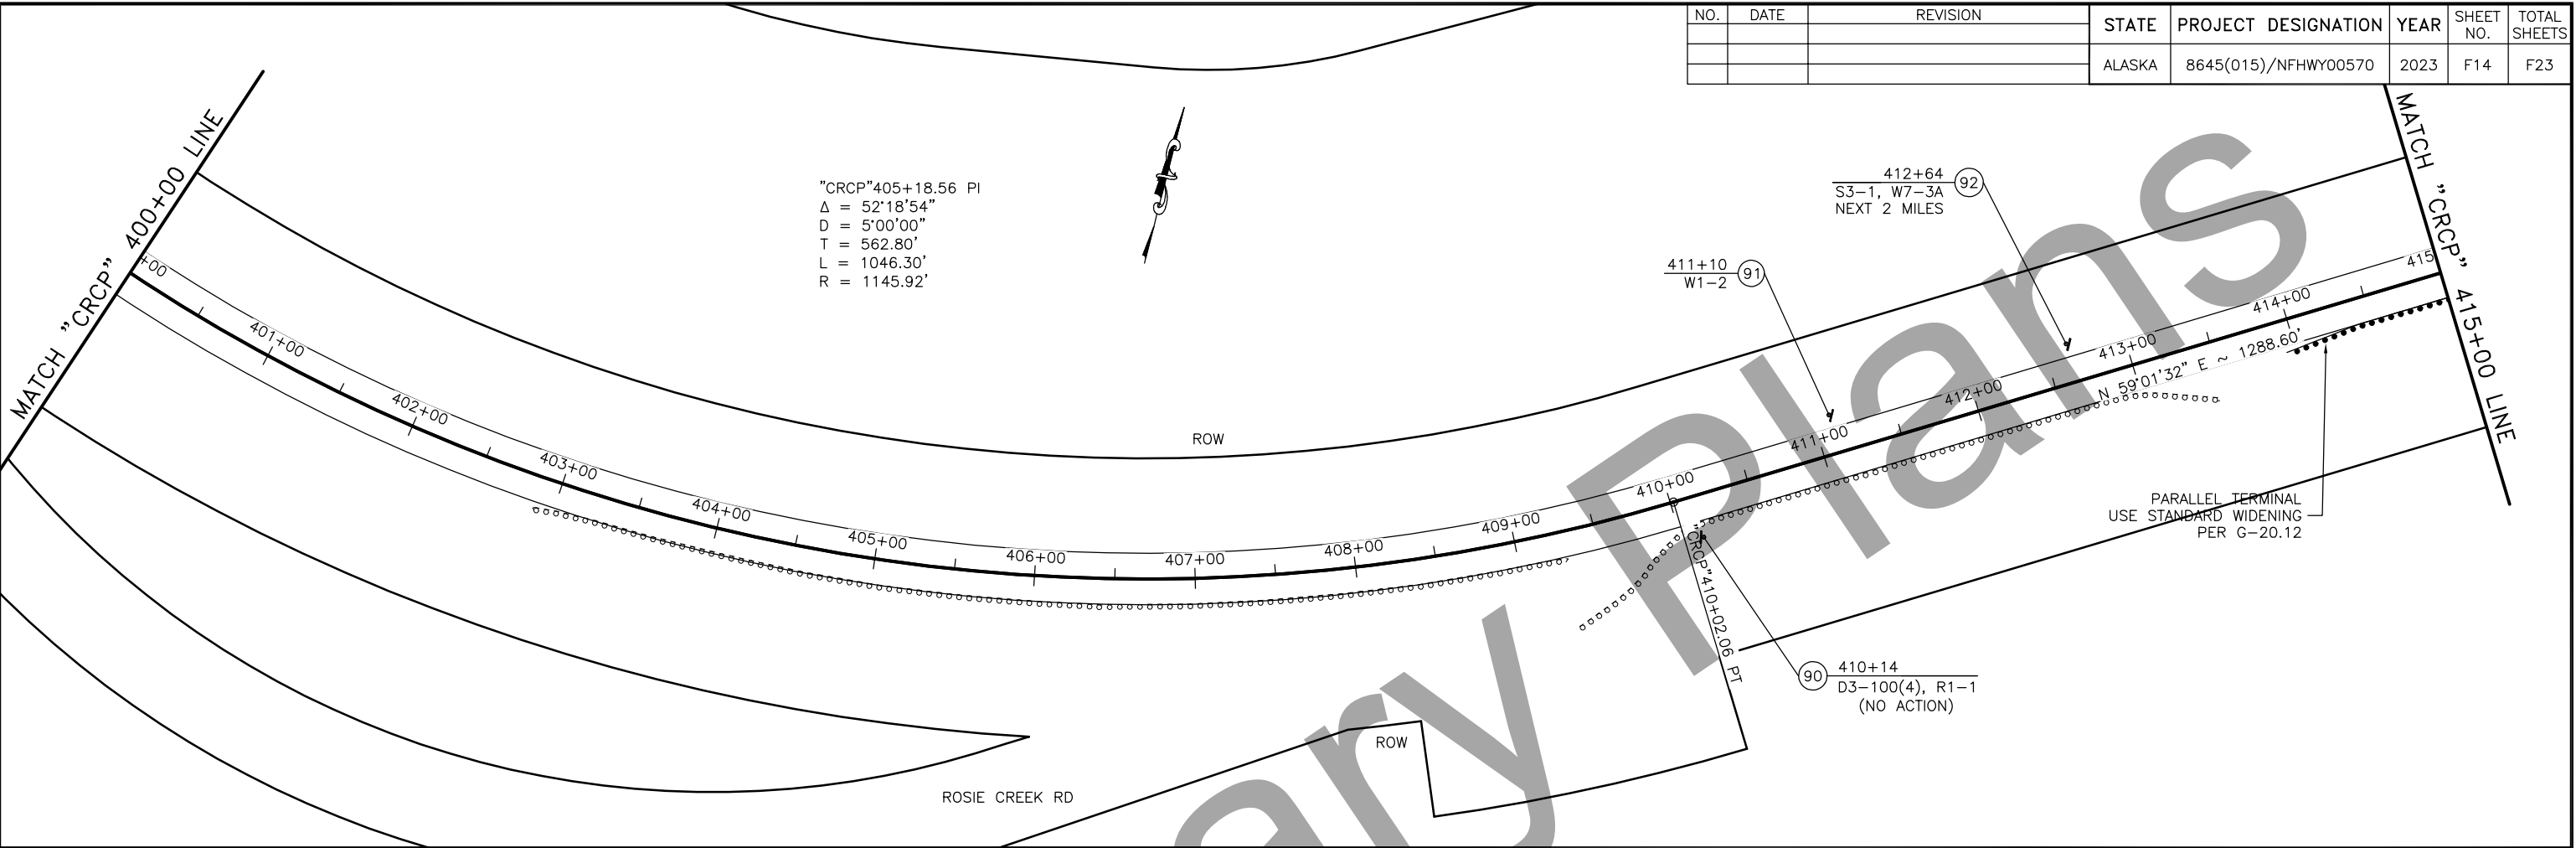 NO. DATE REVISION
STATE PROJECT DESIGNATION YEAR SHEET NO. TOTAL SHEETS
ALASKA 8645(015)/NFHWY00570 2023 F14 F23
MATCH "CRCP" 400+00 LINE
MATCH "CRCP" 415+00 LINE
"CRCP"405+18.56 PI
Δ = 52°18'54"
D = 5°00'00"
T = 562.80'
L = 1046.30'
R = 1145.92'
412+64
92
S3-1, W7-3A
NEXT 2 MILES
411+10
91
W1-2
+00
401+00
402+00
403+00
404+00
405+00
406+00
407+00
408+00
409+00
410+00
411+00
412+00
413+00
414+00
415
N 59°01'32" E ~ 1288.60'
ROW
"CRCP"410+02.06 PT
PARALLEL TERMINAL
USE STANDARD WIDENING
PER G-20.12
90
410+14
D3-100(4), R1-1
(NO ACTION)
ROW
ROSIE CREEK RD
ary Plans